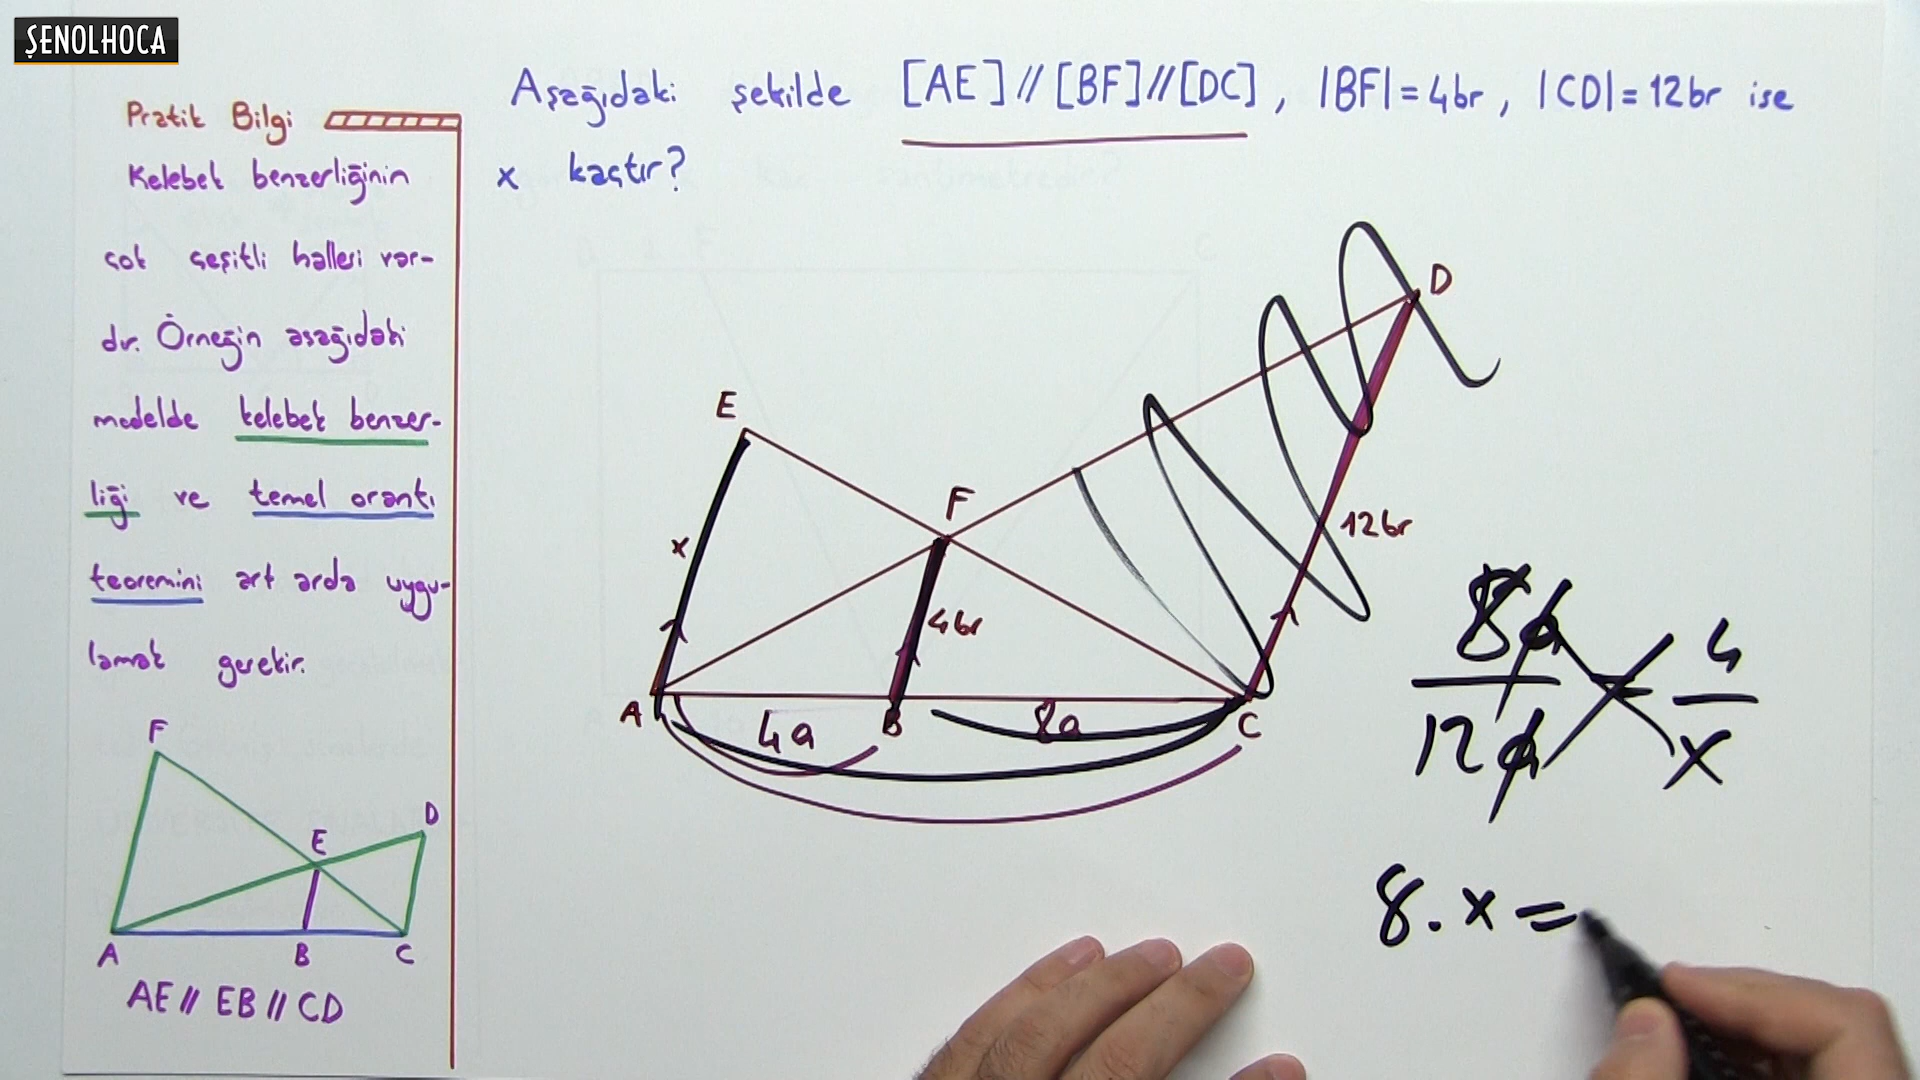 ŞENOLHOCA
Aşağıdaki şekilde [AE]//[BF]//[DC], |BF|=4br, |CD|=12br ise
x kaçtır?
Pratik Bilgi
Kelebek benzerliğinin
çok çeşitli halleri var-
dır. Örneğin aşağıdaki
modelde kelebek benzer-
liği ve temel orantı
teoremini art arda uygu-
lamak gerekir.
F
E
D
A
B
C
AE // EB // CD
D
E
F
x
12br
4br
A
4a
B
8a
C
8a/12a = 4/x
8.x=